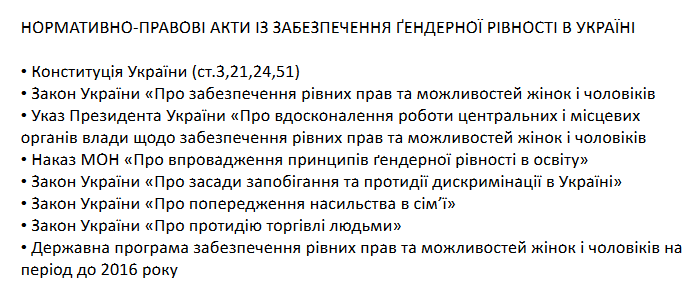 НОРМАТИВНО-ПРАВОВІ АКТИ ІЗ ЗАБЕЗПЕЧЕННЯ ҐЕНДЕРНОЇ РІВНОСТІ В УКРАЇНІ
• Конституція України (ст.3,21,24,51)
• Закон України «Про забезпечення рівних прав та можливостей жінок і чоловіків
• Указ Президента України «Про вдосконалення роботи центральних і місцевих
органів влади щодо забезпечення рівних прав та можливостей жінок і чоловіків
• Наказ МОН «Про впровадження принципів ґендерної рівності в освіту»
• Закон України «Про засади запобігання та протидії дискримінації в Україні»
• Закон України «Про попередження насильства в сім’ї»
• Закон України «Про протидію торгівлі людьми»
• Державна програма забезпечення рівних прав та можливостей жінок і чоловіків на
період до 2016 року